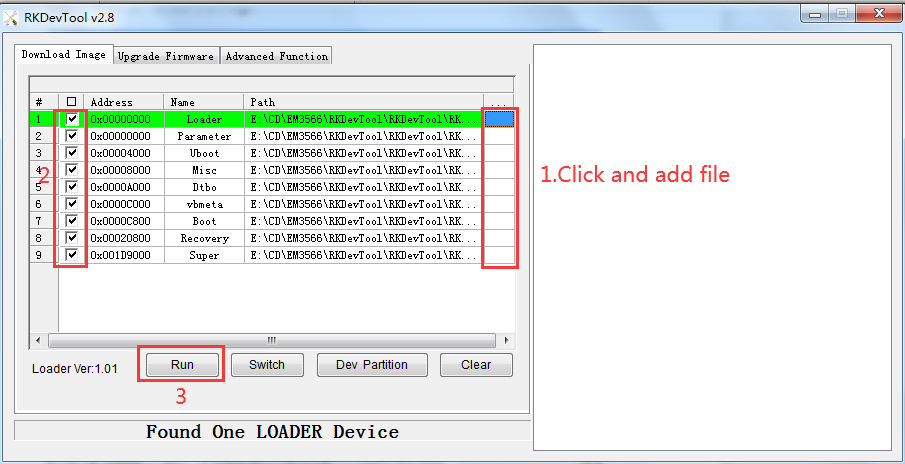 RKDevTool v2.8
Download Image Upgrade Firmware Advanced Function
# Address Name Path ...
1 0x00000000 Loader E:\CD\EM3566\RKDevTool\RKDevTool\RK...
2 0x00000000 Parameter E:\CD\EM3566\RKDevTool\RKDevTool\RK...
3 0x00004000 Uboot E:\CD\EM3566\RKDevTool\RKDevTool\RK...
4 0x00008000 Misc E:\CD\EM3566\RKDevTool\RKDevTool\RK...
5 0x0000A000 Dtbo E:\CD\EM3566\RKDevTool\RKDevTool\RK...
6 0x0000C000 vbmeta E:\CD\EM3566\RKDevTool\RKDevTool\RK...
7 0x0000C800 Boot E:\CD\EM3566\RKDevTool\RKDevTool\RK...
8 0x00020800 Recovery E:\CD\EM3566\RKDevTool\RKDevTool\RK...
9 0x001D9000 Super E:\CD\EM3566\RKDevTool\RKDevTool\RK...
2
1.Click and add file
Loader Ver:1.01 Run Switch Dev Partition Clear
3
Found One LOADER Device